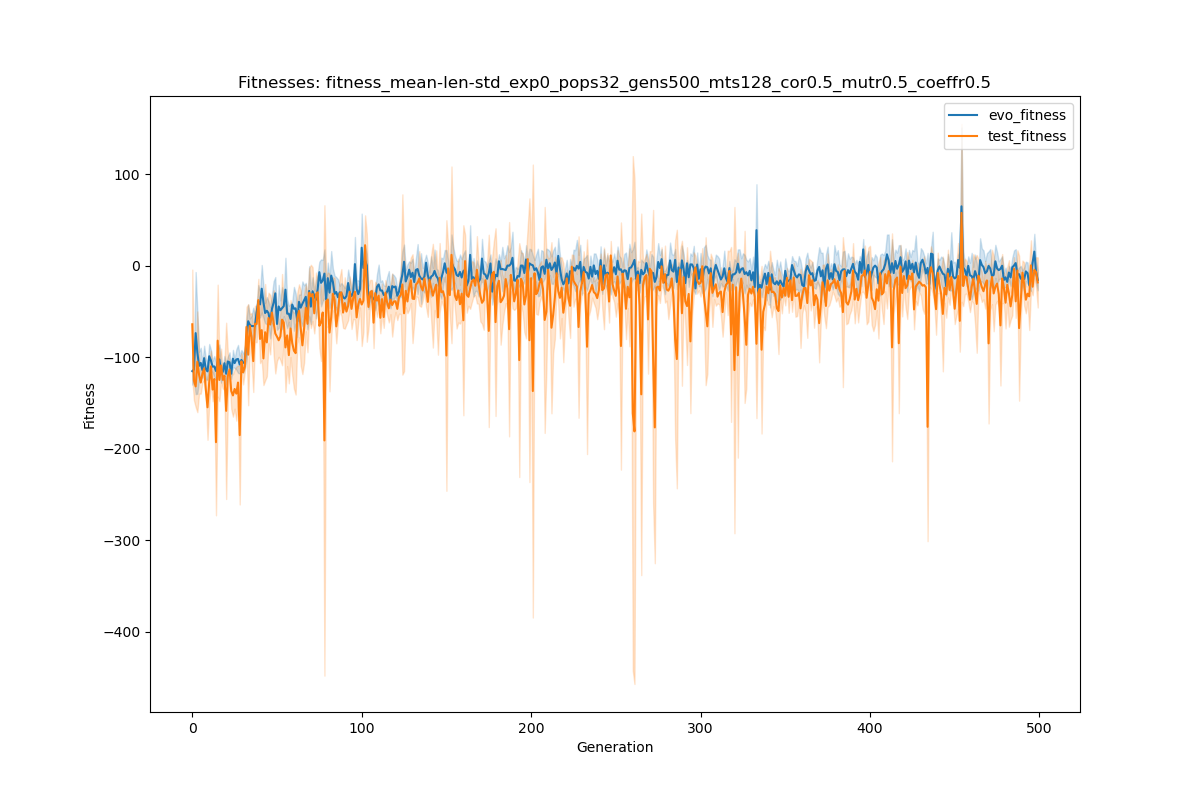 Fitnesses: fitness_mean-len-std_exp0_pops32_gens500_mts128_cor0.5_mutr0.5_coeffr0.5
evo_fitness
test_fitness
100
0
−100
−200
−300
−400
Fitness
0 100 200 300 400 500
Generation